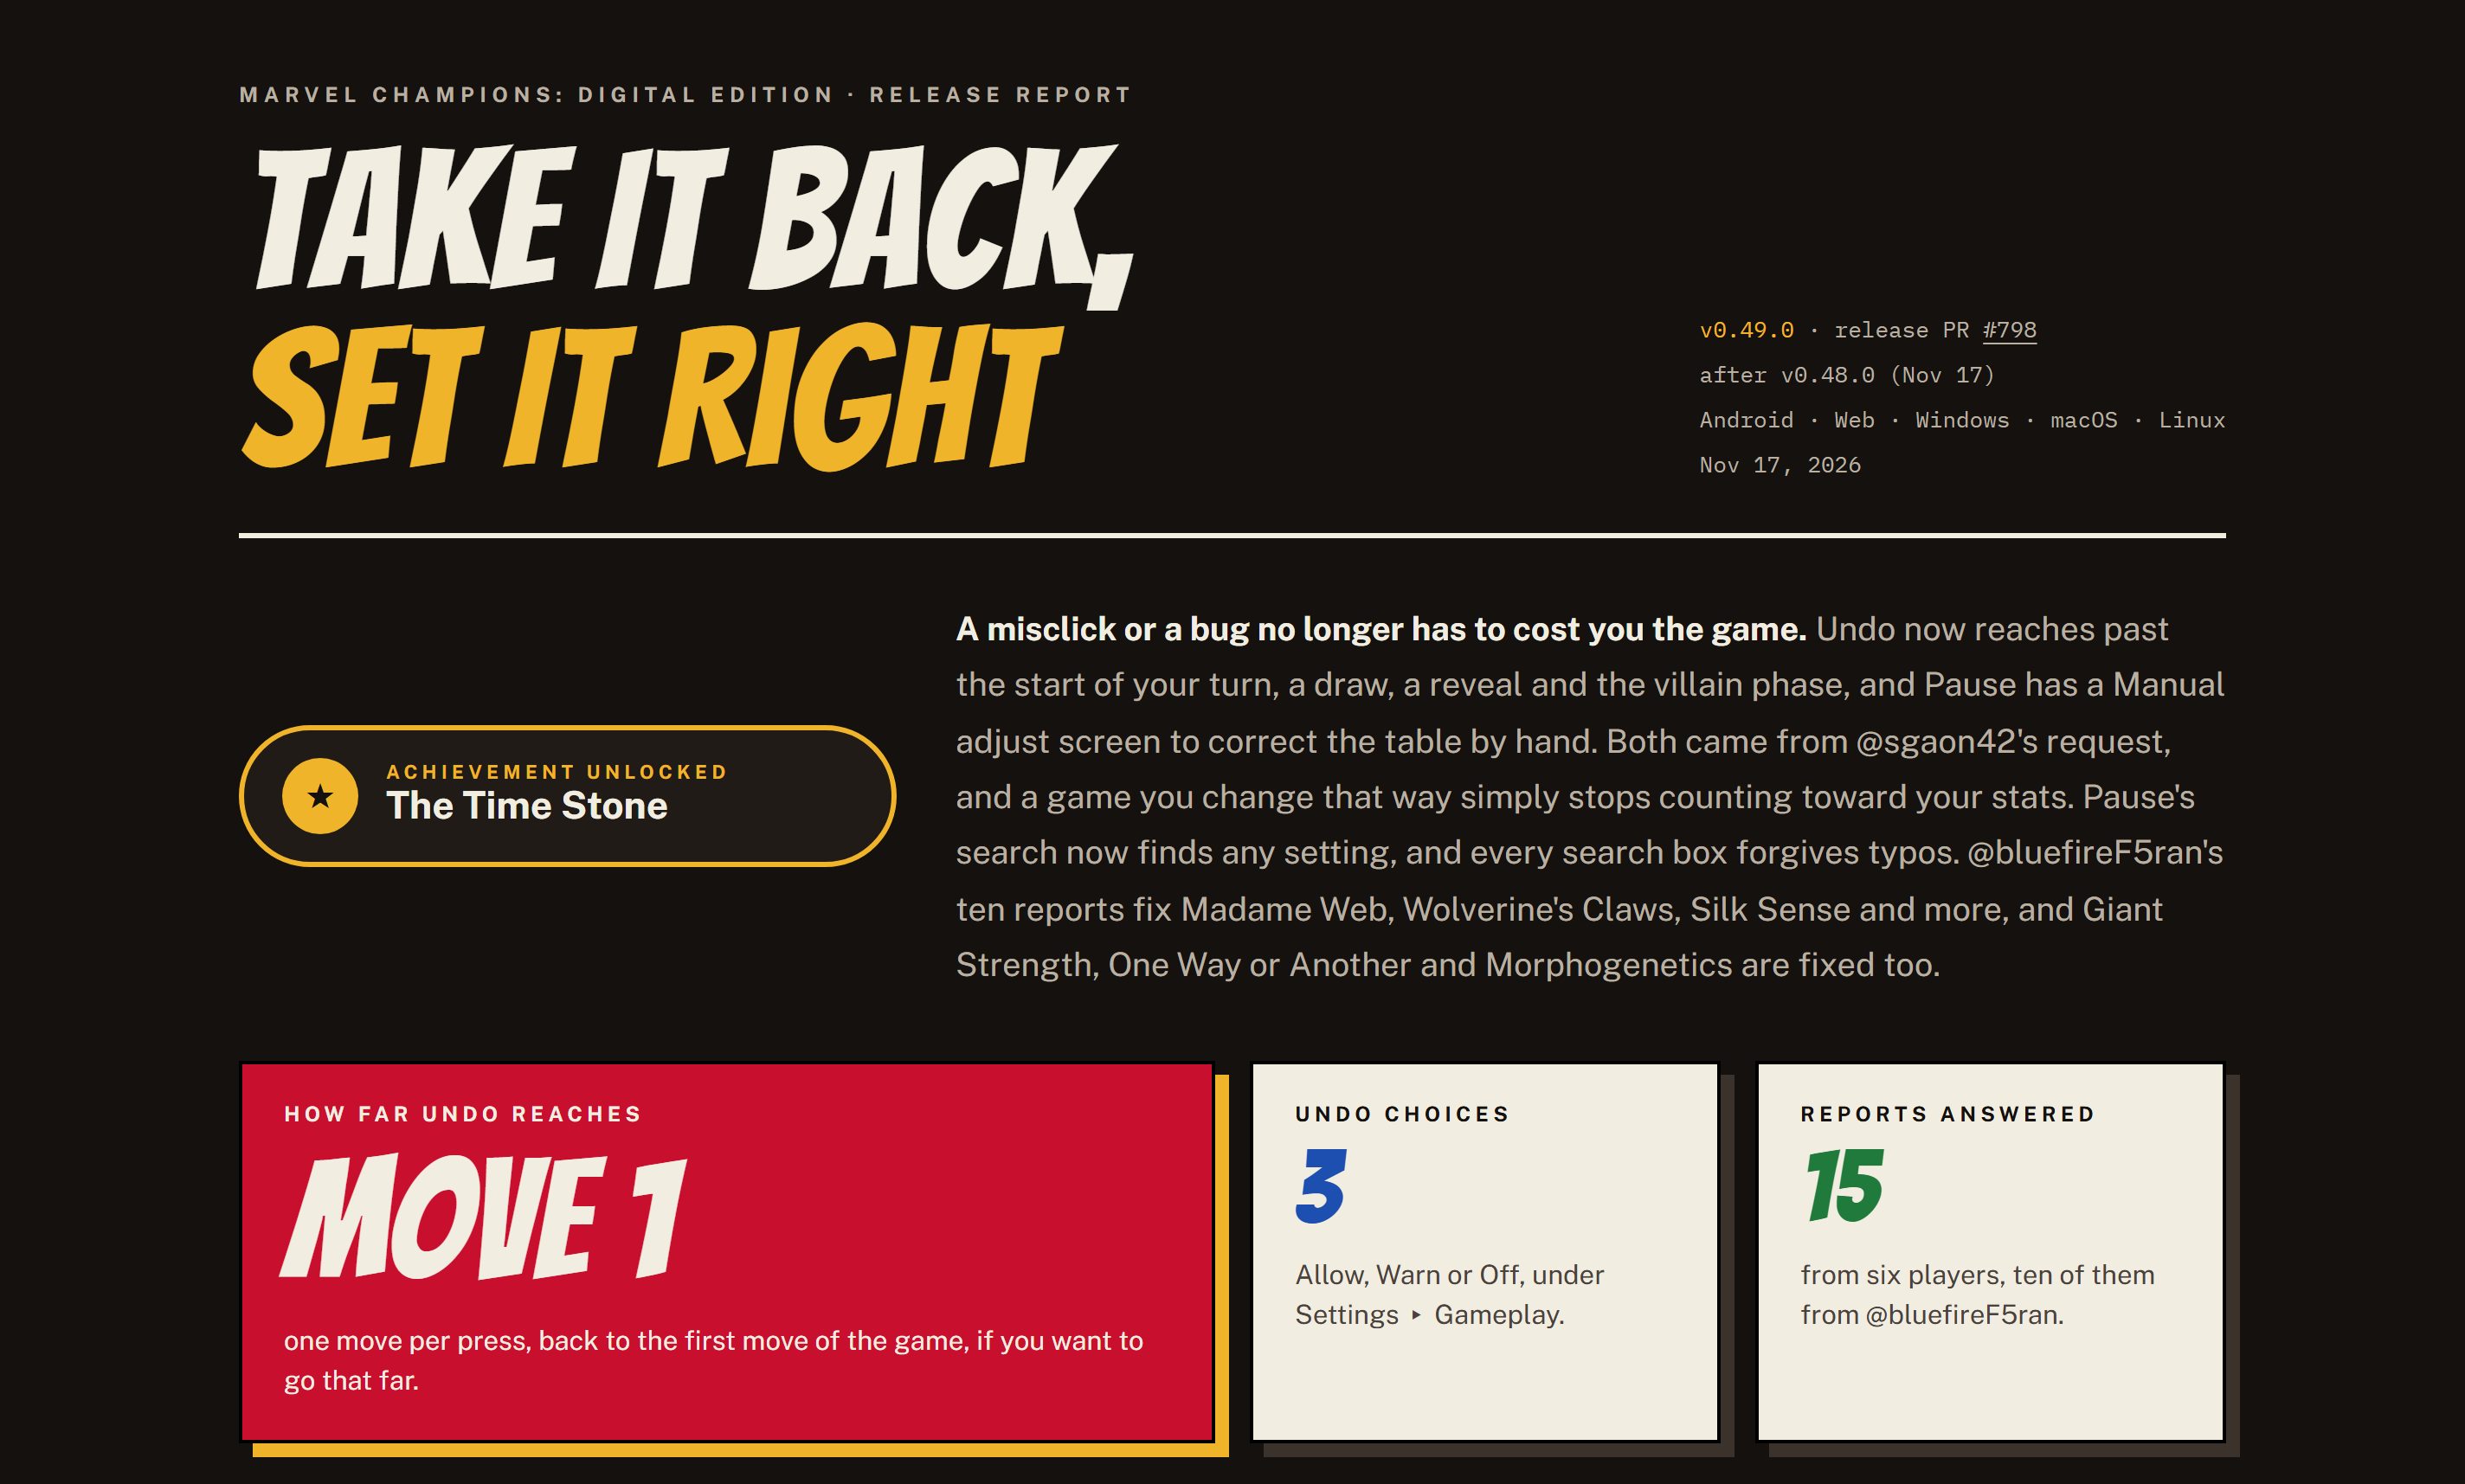 MARVEL CHAMPIONS: DIGITAL EDITION · RELEASE REPORT
TAKE IT BACK,
SET IT RIGHT
v0.49.0 · release PR #798
after v0.48.0 (Nov 17)
Android · Web · Windows · macOS · Linux
Nov 17, 2026
★
ACHIEVEMENT UNLOCKED
The Time Stone
A misclick or a bug no longer has to cost you the game. Undo now reaches past
the start of your turn, a draw, a reveal and the villain phase, and Pause has a Manual
adjust screen to correct the table by hand. Both came from @sgaon42's request,
and a game you change that way simply stops counting toward your stats. Pause's
search now finds any setting, and every search box forgives typos. @bluefireF5ran's
ten reports fix Madame Web, Wolverine's Claws, Silk Sense and more, and Giant
Strength, One Way or Another and Morphogenetics are fixed too.
HOW FAR UNDO REACHES
MOVE 1
one move per press, back to the first move of the game, if you want to
go that far.
UNDO CHOICES
3
Allow, Warn or Off, under
Settings ‣ Gameplay.
REPORTS ANSWERED
15
from six players, ten of them
from @bluefireF5ran.